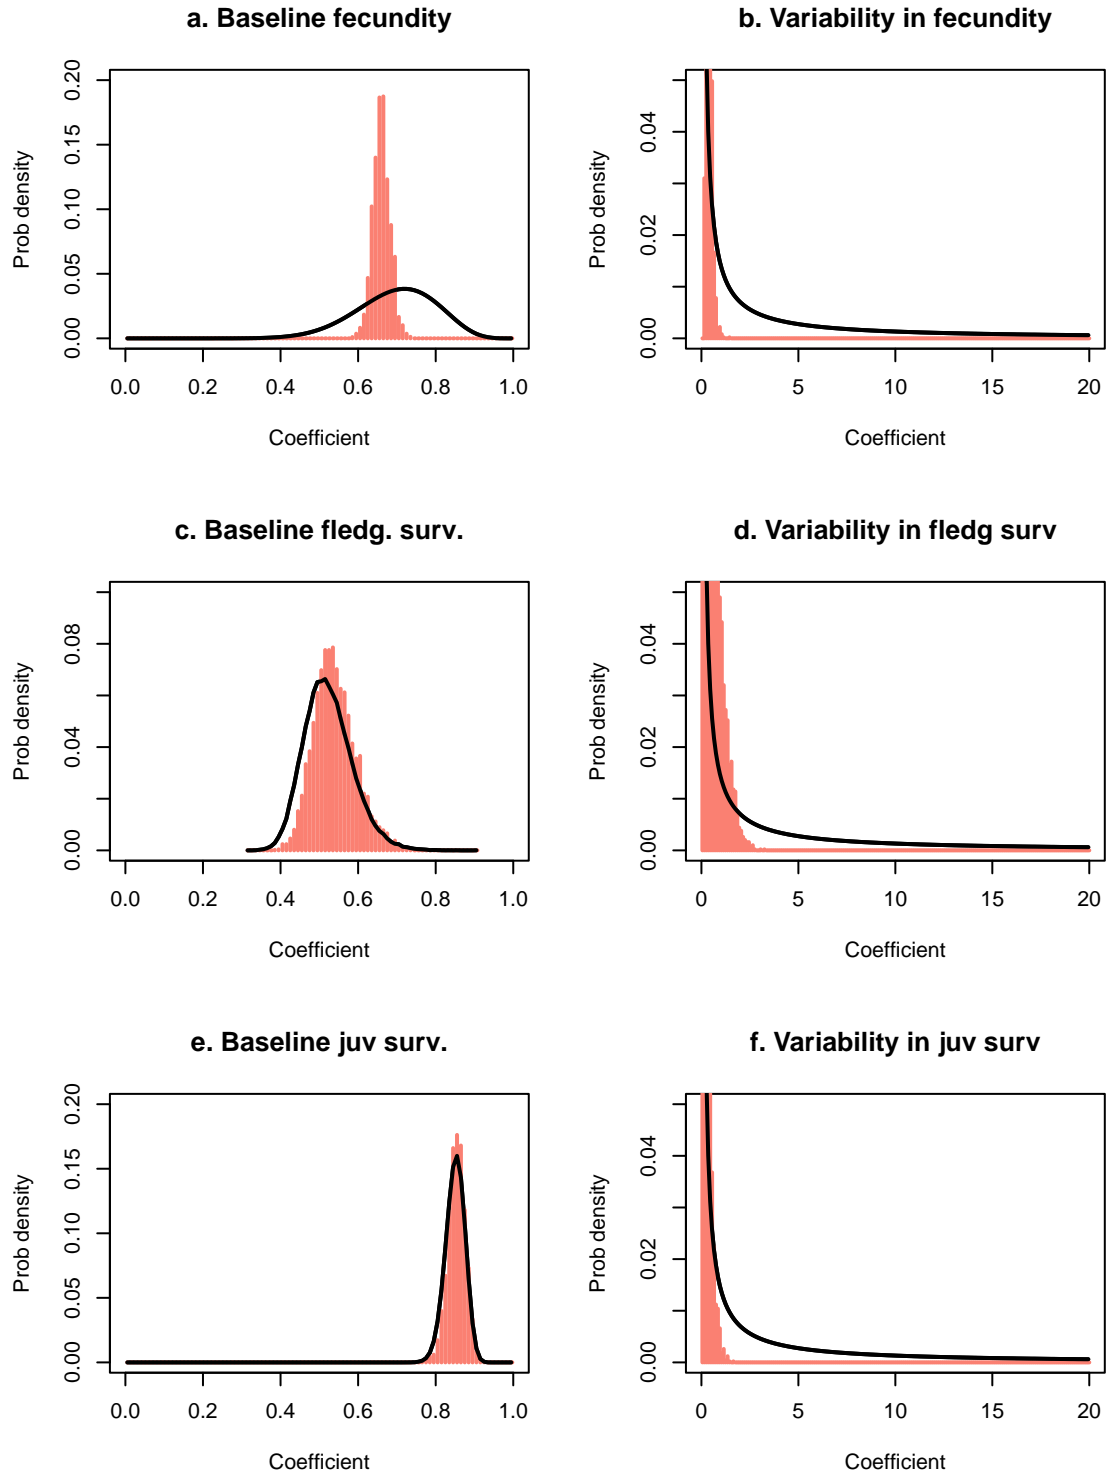 a. Baseline fecundity
Prob density
0.00 0.05 0.10 0.15 0.20
0.0 0.2 0.4 0.6 0.8 1.0
Coefficient
b. Variability in fecundity
Prob density
0.00 0.02 0.04
0 5 10 15 20
Coefficient
c. Baseline fledg. surv.
Prob density
0.00 0.04 0.08
0.0 0.2 0.4 0.6 0.8 1.0
Coefficient
d. Variability in fledg surv
Prob density
0.00 0.02 0.04
0 5 10 15 20
Coefficient
e. Baseline juv surv.
Prob density
0.00 0.05 0.10 0.15 0.20
0.0 0.2 0.4 0.6 0.8 1.0
Coefficient
f. Variability in juv surv
Prob density
0.00 0.02 0.04
0 5 10 15 20
Coefficient